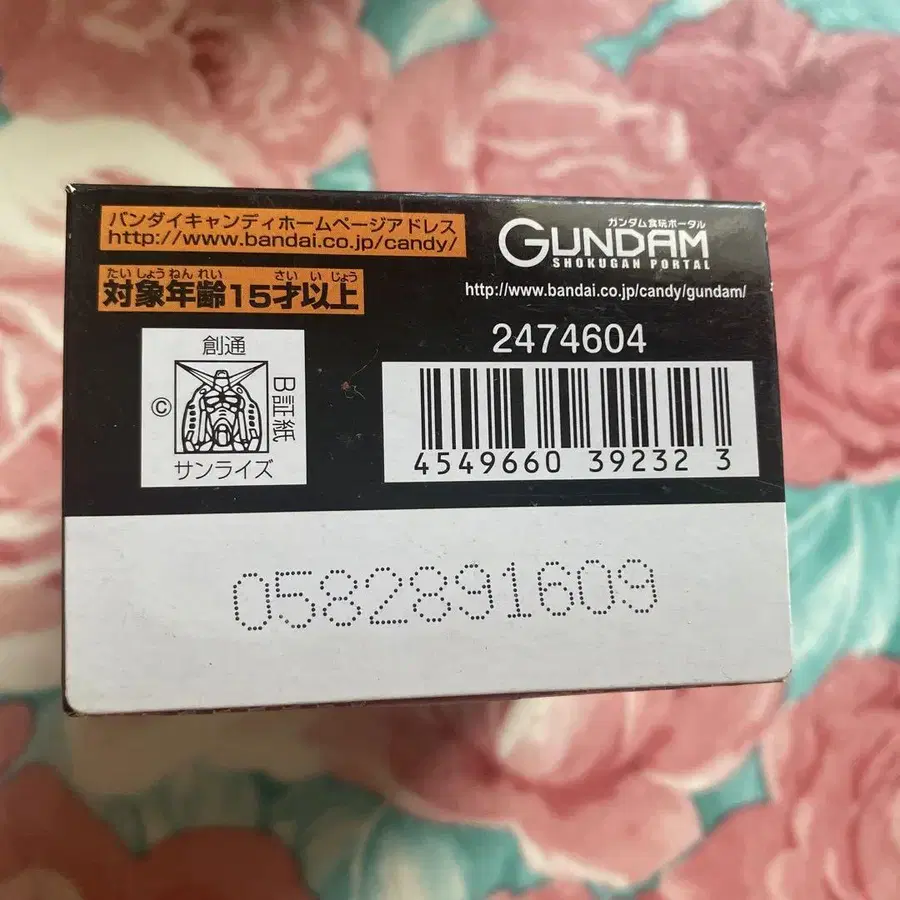 バンダイキャンディホームページアドレス
http://www.bandai.co.jp/candy/
たいしょうねんれい さいいじょう
対象年齢15才以上
ガンダム食玩ポータル
GUNDAM
SHOKUGAN PORTAL
http://www.bandai.co.jp/candy/gundam/
創通
©
B証紙
サンライズ
2474604
4549660 39232 3
0582891609